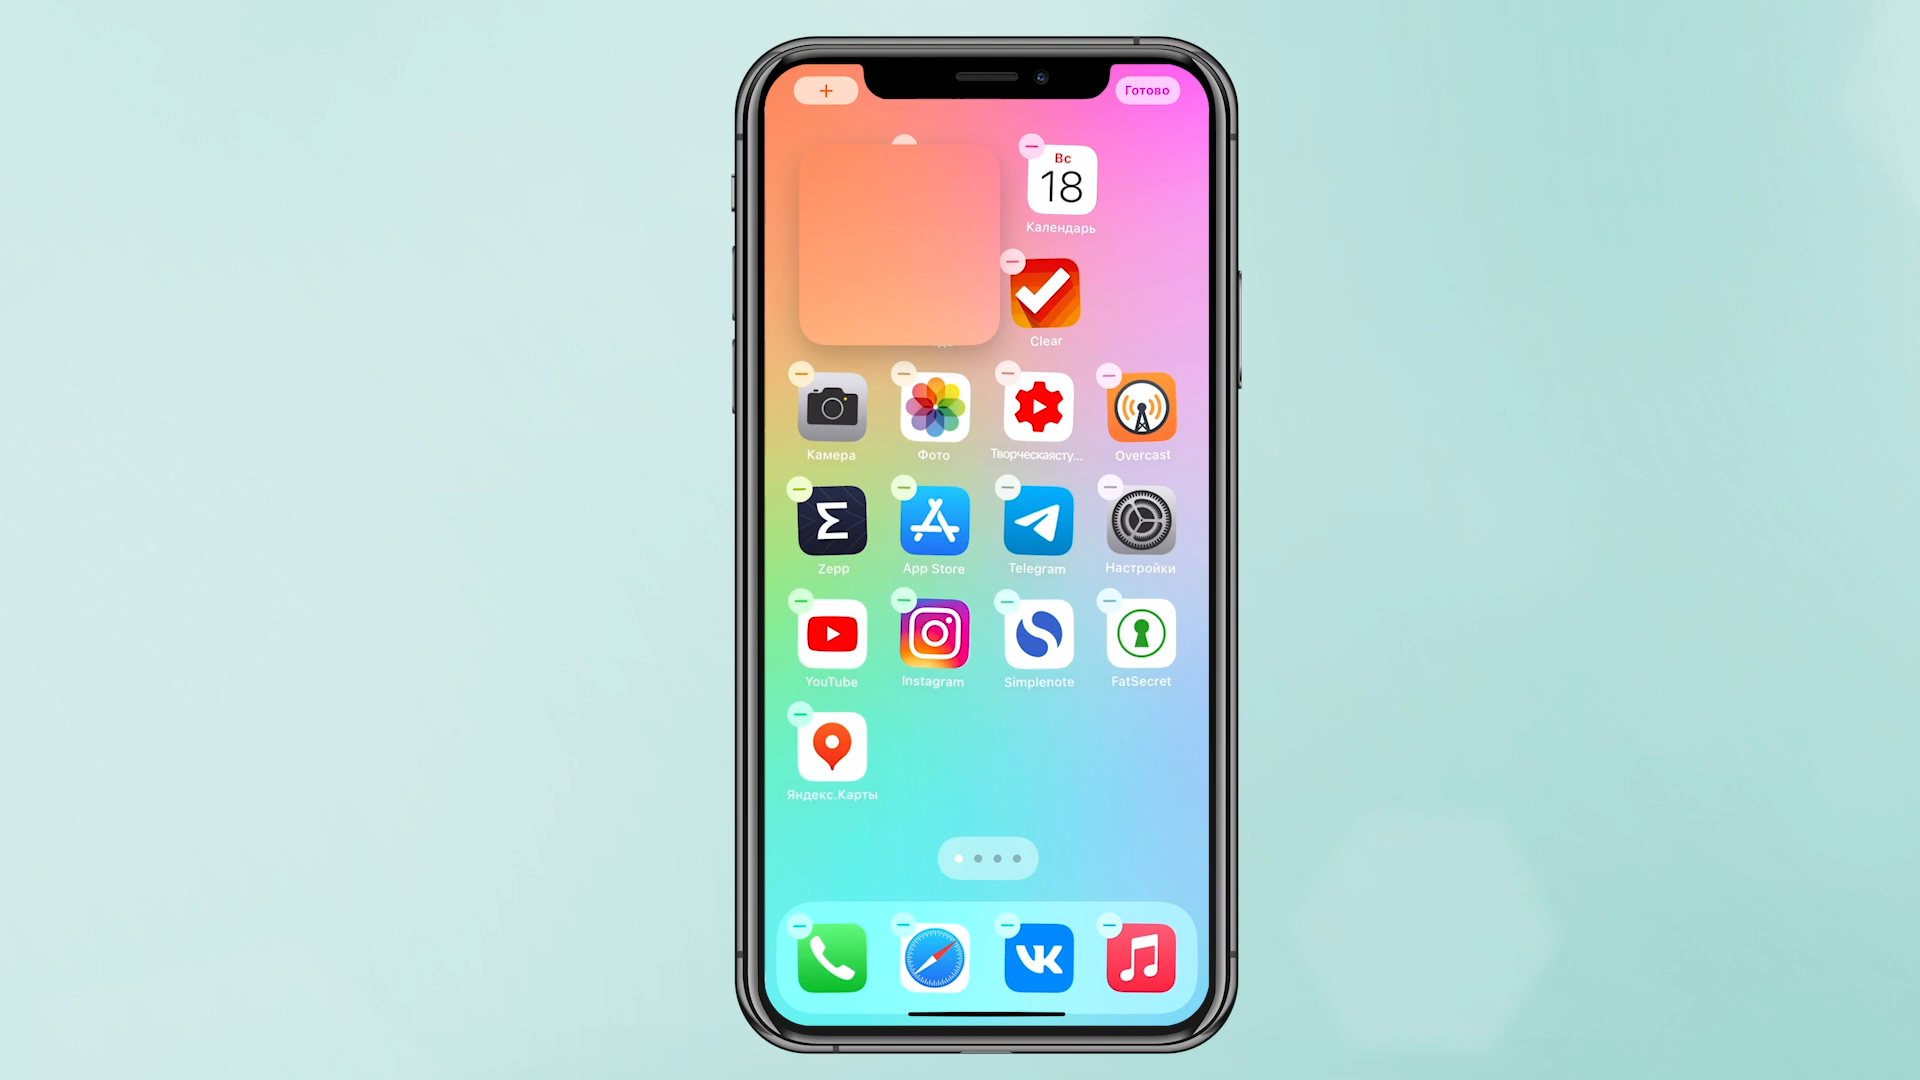 +
Готово
Вс
18
Календарь
Clear
Камера
Фото
Творческаясту...
Overcast
Zepp
App Store
Telegram
Настройки
YouTube
Instagram
Simplenote
FatSecret
Яндекс.Карты